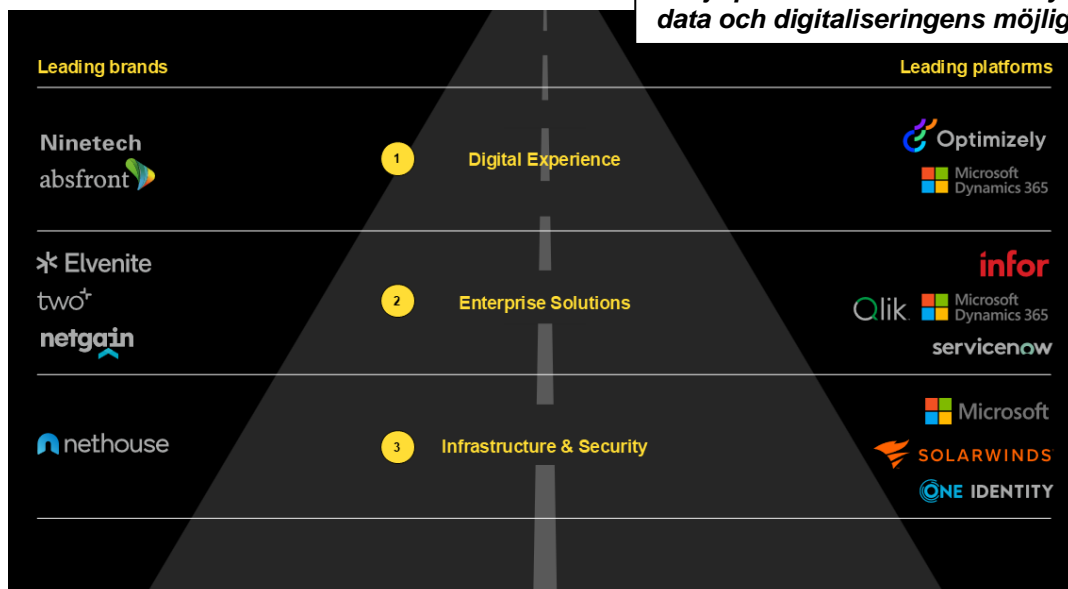 data och digitaliseringens
Leading brands
Leading platforms
Ninetech
absfront
1
Digital Experience
Optimizely
Microsoft
Dynamics 365
Elvenite
two+
netgain
2
Enterprise Solutions
infor
Qlik
Microsoft
Dynamics 365
servicenow
nethouse
3
Infrastructure & Security
Microsoft
SOLARWINDS
ONE IDENTITY